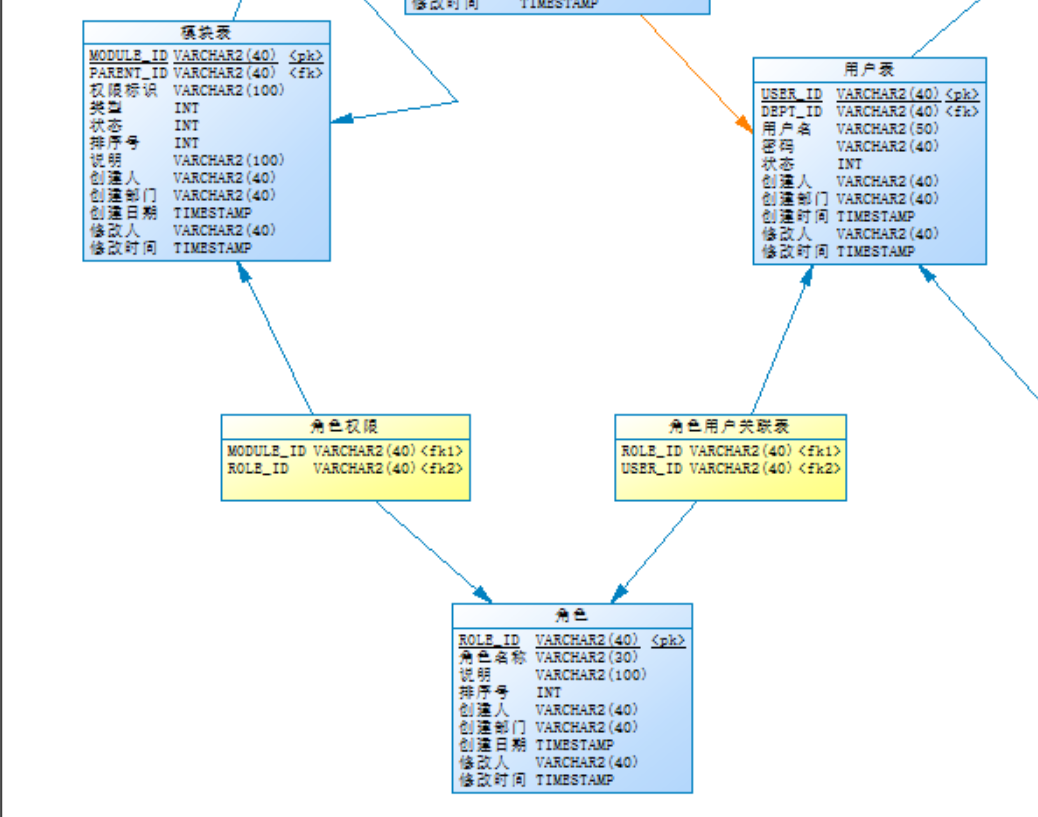 修改时间 TIMESTAMP
模块表
MODULE_ID VARCHAR2(40) <pk>
PARENT_ID VARCHAR2(40) <fk>
权限标识 VARCHAR2(100)
类型 INT
状态 INT
排序号 INT
说明 VARCHAR2(100)
创建人 VARCHAR2(40)
创建部门 VARCHAR2(40)
创建日期 TIMESTAMP
修改人 VARCHAR2(40)
修改时间 TIMESTAMP
用户表
USER_ID VARCHAR2(40) <pk>
DEPT_ID VARCHAR2(40) <fk>
用户名 VARCHAR2(50)
密码 VARCHAR2(40)
状态 INT
创建人 VARCHAR2(40)
创建部门 VARCHAR2(40)
创建时间 TIMESTAMP
修改人 VARCHAR2(40)
修改时间 TIMESTAMP
角色权限
MODULE_ID VARCHAR2(40) <fk1>
ROLE_ID VARCHAR2(40) <fk2>
角色用户关联表
ROLE_ID VARCHAR2(40) <fk1>
USER_ID VARCHAR2(40) <fk2>
角色
ROLE_ID VARCHAR2(40) <pk>
角色名称 VARCHAR2(30)
说明 VARCHAR2(100)
排序号 INT
创建人 VARCHAR2(40)
创建部门 VARCHAR2(40)
创建日期 TIMESTAMP
修改人 VARCHAR2(40)
修改时间 TIMESTAMP